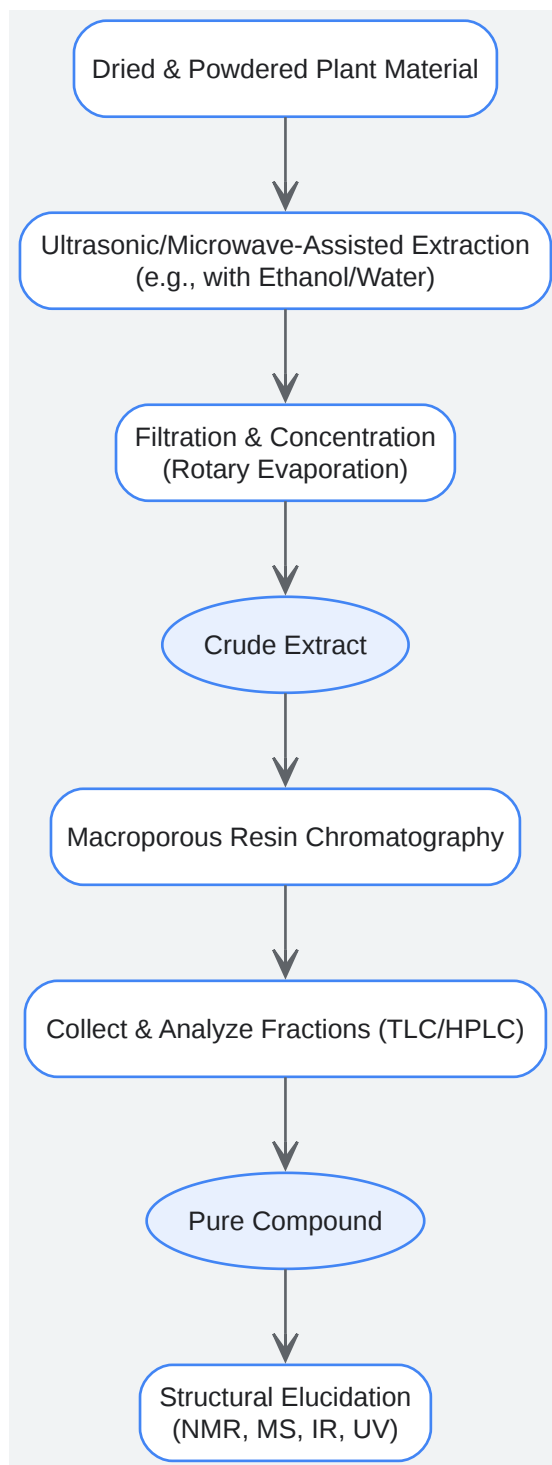 Dried & Powdered Plant Material
Ultrasonic/Microwave-Assisted Extraction
(e.g., with Ethanol/Water)
Filtration & Concentration
(Rotary Evaporation)
Crude Extract
Macroporous Resin Chromatography
Collect & Analyze Fractions (TLC/HPLC)
Pure Compound
Structural Elucidation
(NMR, MS, IR, UV)